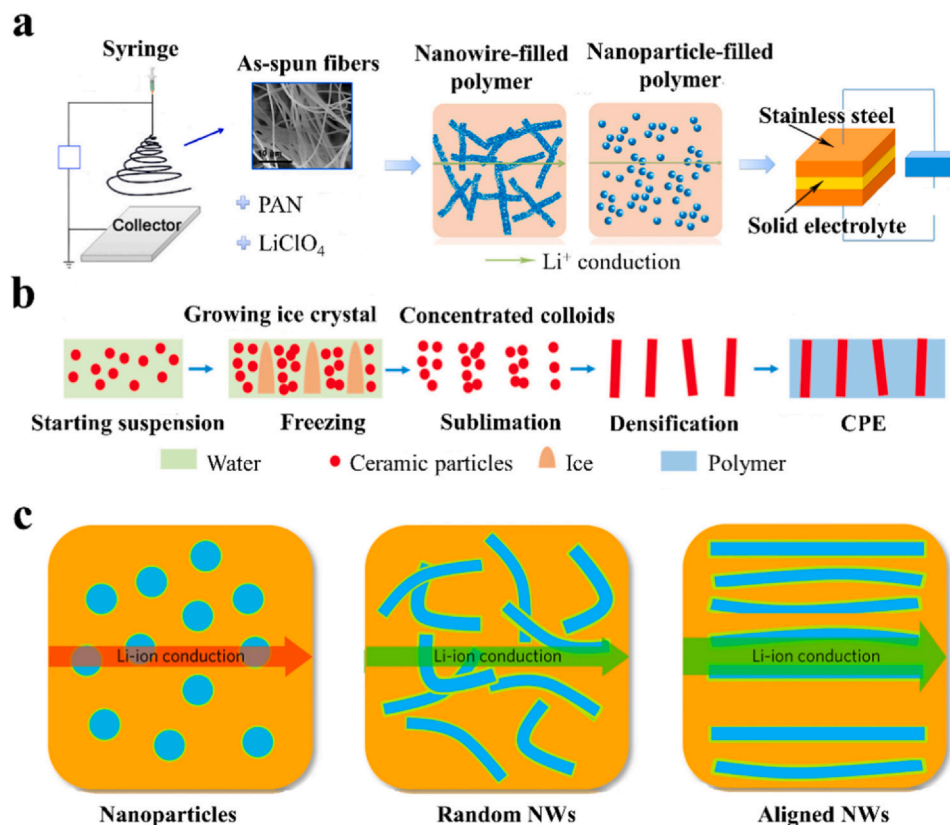 a
Syringe
As-spun fibers
Collector
PAN
LiClO₄
Nanowire-filled
polymer
Nanoparticle-filled
polymer
Li⁺ conduction
Stainless steel
Solid electrolyte
b
Growing ice crystal
Concentrated colloids
Starting suspension
Freezing
Sublimation
Densification
CPE
Water
Ceramic particles
Ice
Polymer
c
Li-ion conduction
Li-ion conduction
Li-ion conduction
Nanoparticles
Random NWs
Aligned NWs